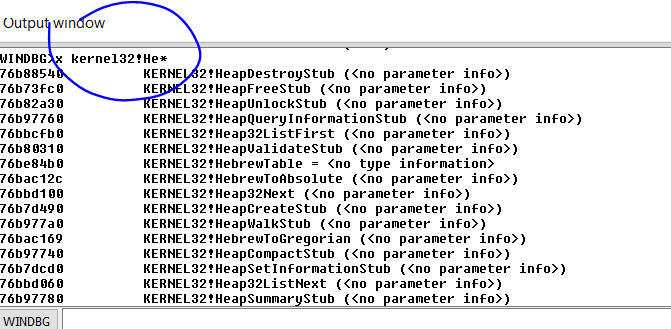 Output window
WINDBG>x kernel32!He*
76b88540 KERNEL32!HeapDestroyStub (<no parameter info>)
76b73fc0 KERNEL32!HeapFreeStub (<no parameter info>)
76b82a30 KERNEL32!HeapUnlockStub (<no parameter info>)
76b97760 KERNEL32!HeapQueryInformationStub (<no parameter info>)
76bbcfb0 KERNEL32!Heap32ListFirst (<no parameter info>)
76b80310 KERNEL32!HeapValidateStub (<no parameter info>)
76be84b0 KERNEL32!HebrewTable = <no type information>
76bac12c KERNEL32!HebrewToAbsolute (<no parameter info>)
76bbd100 KERNEL32!Heap32Next (<no parameter info>)
76b7d490 KERNEL32!HeapCreateStub (<no parameter info>)
76b977a0 KERNEL32!HeapWalkStub (<no parameter info>)
76bac169 KERNEL32!HebrewToGregorian (<no parameter info>)
76b97740 KERNEL32!HeapCompactStub (<no parameter info>)
76b7dcd0 KERNEL32!HeapSetInformationStub (<no parameter info>)
76bbd060 KERNEL32!Heap32ListNext (<no parameter info>)
76b97780 KERNEL32!HeapSummaryStub (<no parameter info>)
WINDBG